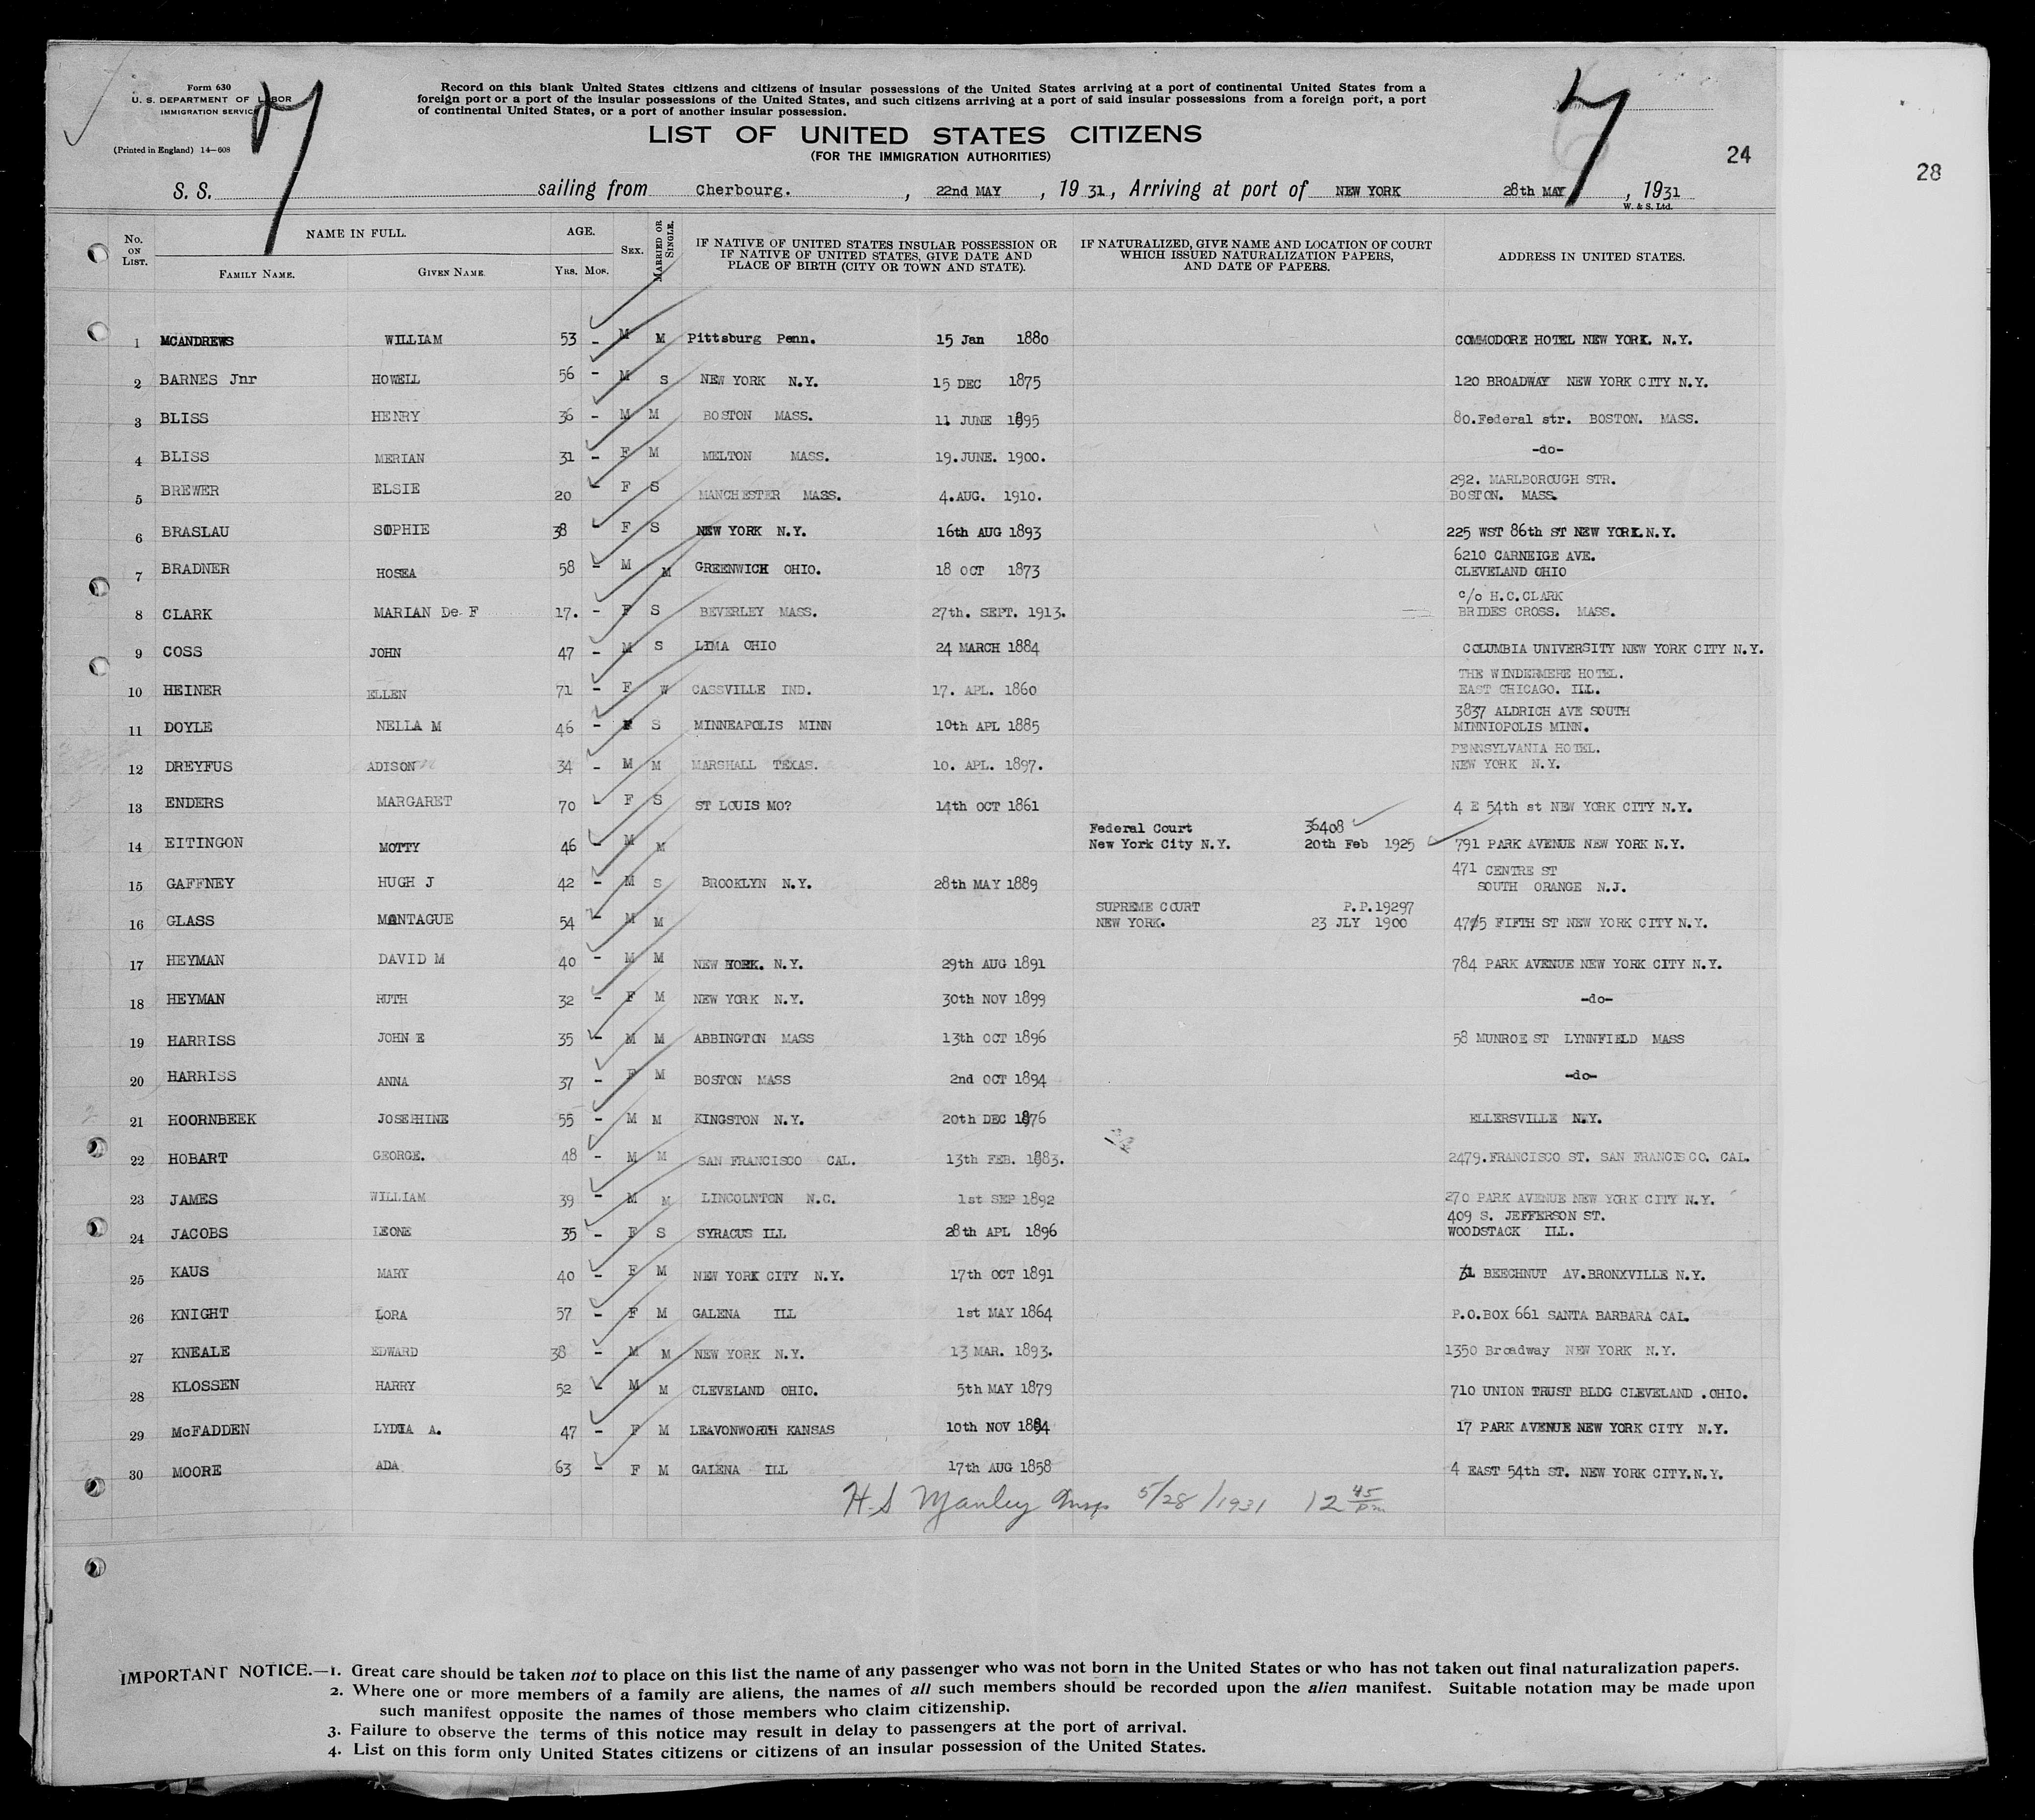 Form 630
U. S. DEPARTMENT OF LABOR
IMMIGRATION SERVICE
(Printed in England) 14—608
Record on this blank United States citizens and citizens of insular possessions of the United States arriving at a port of continental United States from a
foreign port or a port of the insular possessions of the United States, and such citizens arriving at a port of said insular possessions from a foreign port, a port
of continental United States, or a port of another insular possession.
LIST OF UNITED STATES CITIZENS
(FOR THE IMMIGRATION AUTHORITIES)
7
7
24
28
S. S. sailing from Cherbourg. , 22nd MAY , 19 31, Arriving at port of NEW YORK 28th MAY , 1931
W. & S. Ltd.
No. ON LIST. NAME IN FULL. FAMILY NAME. GIVEN NAME. AGE. YRS. MOS. SEX. MARRIED OR SINGLE. IF NATIVE OF UNITED STATES INSULAR POSSESSION OR IF NATIVE OF UNITED STATES, GIVE DATE AND PLACE OF BIRTH (CITY OR TOWN AND STATE). IF NATURALIZED, GIVE NAME AND LOCATION OF COURT WHICH ISSUED NATURALIZATION PAPERS, AND DATE OF PAPERS. ADDRESS IN UNITED STATES.
1 MCANDREWS WILLIAM 53 - M M Pittsburg Penn. 15 Jan 1880 COMMODORE HOTEL NEW YORK. N.Y.
2 BARNES Jnr HOWELL 56 - M S NEW YORK N.Y. 15 DEC 1875 120 BROADWAY NEW YORK CITY N.Y.
3 BLISS HENRY 36 - M M BOSTON MASS. 11 JUNE 1895 80.Federal str. BOSTON. MASS.
4 BLISS MERIAN 31 - F M MELTON MASS. 19.JUNE. 1900. -do-
5 BREWER ELSIE 20 - F S MANCHESTER MASS. 4.AUG. 1910. 292. MARLBOROUGH STR.
BOSTON. MASS.
6 BRASLAU SOPHIE 38 - F S NEW YORK N.Y. 16th AUG 1893 225 WST 86th ST NEW YORK.N.Y.
7 BRADNER HOSEA 58 - M M GREENWICH OHIO. 18 OCT 1873 6210 CARNEIGE AVE.
CLEVELAND OHIO
8 CLARK MARIAN De F 17. - F S BEVERLEY MASS. 27th. SEPT. 1913. c/o H.C.CLARK
BRIDES CROSS. MASS.
9 COSS JOHN 47 - M S LIMA OHIO 24 MARCH 1884 COLUMBIA UNIVERSITY NEW YORK CITY N.Y.
10 HEINER ELLEN 71 - F W CASSVILLE IND. 17. APL. 1860 THE WINDERMERE HOTEL.
EAST CHICAGO. ILL.
11 DOYLE NELLA M 46 - F S MINNEAPOLIS MINN 10th APL 1885 3837 ALDRICH AVE SOUTH
MINNIOPOLIS MINN.
12 DREYFUS ADISON 34 - M M MARSHALL TEXAS. 10. APL. 1897. PENNSYLVANIA HOTEL.
NEW YORK N.Y.
13 ENDERS MARGARET 70 - F S ST LOUIS MO? 14th OCT 1861 4 E 54th st NEW YORK CITY N.Y.
14 EITINGON MOTTY 46 - M M Federal Court 36408
New York City N.Y. 20th Feb 1925 791 PARK AVENUE NEW YORK N.Y.
15 GAFFNEY HUGH J 42 - M S BROOKLYN N.Y. 28th MAY 1889 471 CENTRE ST
SOUTH ORANGE N.J.
16 GLASS MONTAGUE 54 - M M SUPREME COURT P.P.19297
NEW YORK. 23 JLY 1900 47/5 FIFTH ST NEW YORK CITY N.Y.
17 HEYMAN DAVID M 40 - M M NEW YORK. N.Y. 29th AUG 1891 784 PARK AVENUE NEW YORK CITY N.Y.
18 HEYMAN RUTH 32 - F M NEW YORK N.Y. 30th NOV 1899 -do-
19 HARRISS JOHN E 35 - M M ABBINGTON MASS 13th OCT 1896 58 MUNROE ST LYNNFIELD MASS
20 HARRISS ANNA 37 - F M BOSTON MASS 2nd OCT 1894 -do-
21 HOORNBEEK JOSEPHINE 55 - M M KINGSTON N.Y. 20th DEC 1876 ELLERSVILLE N.Y.
22 HOBART GEORGE. 48 - M M SAN FRANCISCO CAL. 13th FEB. 1883. 2479.FRANCISCO ST. SAN FRANCISCO. CAL.
23 JAMES WILLIAM 39 - M M LINCOLNTON N.C. 1st SEP 1892 270 PARK AVENUE NEW YORK CITY N.Y.
24 JACOBS LEONE 35 - F S SYRACUS ILL 28th APL 1896 409 S. JEFFERSON ST.
WOODSTACK ILL.
25 KAUS MARY 40 - F M NEW YORK CITY N.Y. 17th OCT 1891 31 BEECHNUT AV.BRONXVILLE N.Y.
26 KNIGHT LORA 57 - F M GALENA ILL 1st MAY 1864 P.O.BOX 661 SANTA BARBARA CAL.
27 KNEALE EDWARD 38 - M M NEW YORK N.Y. 13 MAR. 1893. 1350 Broadway NEW YORK N.Y.
28 KLOSSEN HARRY 52 - M M CLEVELAND OHIO. 5th MAY 1879 710 UNION TRUST BLDG CLEVELAND .OHIO.
29 McFADDEN LYDIA A. 47 - F M LEAVONWORTH KANSAS 10th NOV 1884 17 PARK AVENUE NEW YORK CITY N.Y.
30 MOORE ADA 63 - F M GALENA ILL 17th AUG 1858 4 EAST 54th ST. NEW YORK CITY.N.Y.
H. S Manley Insp 5/28/1931 12 45 pm
IMPORTANT NOTICE.—1. Great care should be taken not to place on this list the name of any passenger who was not born in the United States or who has not taken out final naturalization papers.
2. Where one or more members of a family are aliens, the names of all such members should be recorded upon the alien manifest. Suitable notation may be made upon
such manifest opposite the names of those members who claim citizenship.
3. Failure to observe the terms of this notice may result in delay to passengers at the port of arrival.
4. List on this form only United States citizens or citizens of an insular possession of the United States.